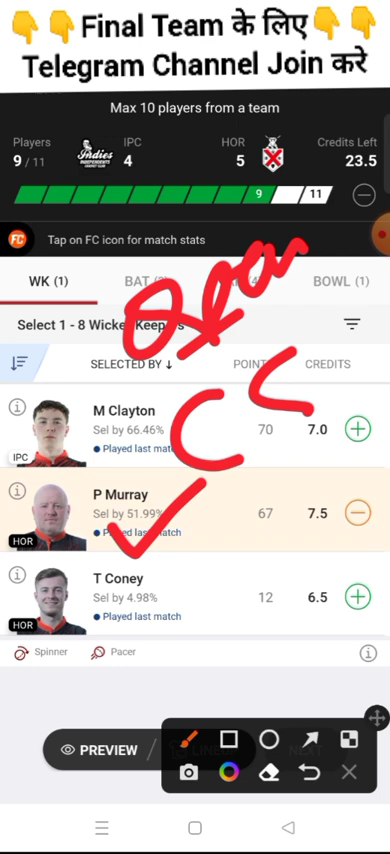 👇👇Final Team के लिए👇👇
Telegram Channel Join करे
Max 10 players from a team
Players IPC HOR Credits Left
9 / 11 Indies 4 5 23.5
9 11
FC Tap on FC icon for match stats
WK (1) BAT BOWL (1)
Select 1 - 8 Wicket Keepers
SELECTED BY ↓ POINTS CREDITS
M Clayton
Sel by 66.46% 70 7.0
Played last match
IPC
P Murray
Sel by 51.99% 67 7.5
Played last match
HOR
T Coney
Sel by 4.98% 12 6.5
Played last match
HOR
Spinner Pacer
PREVIEW